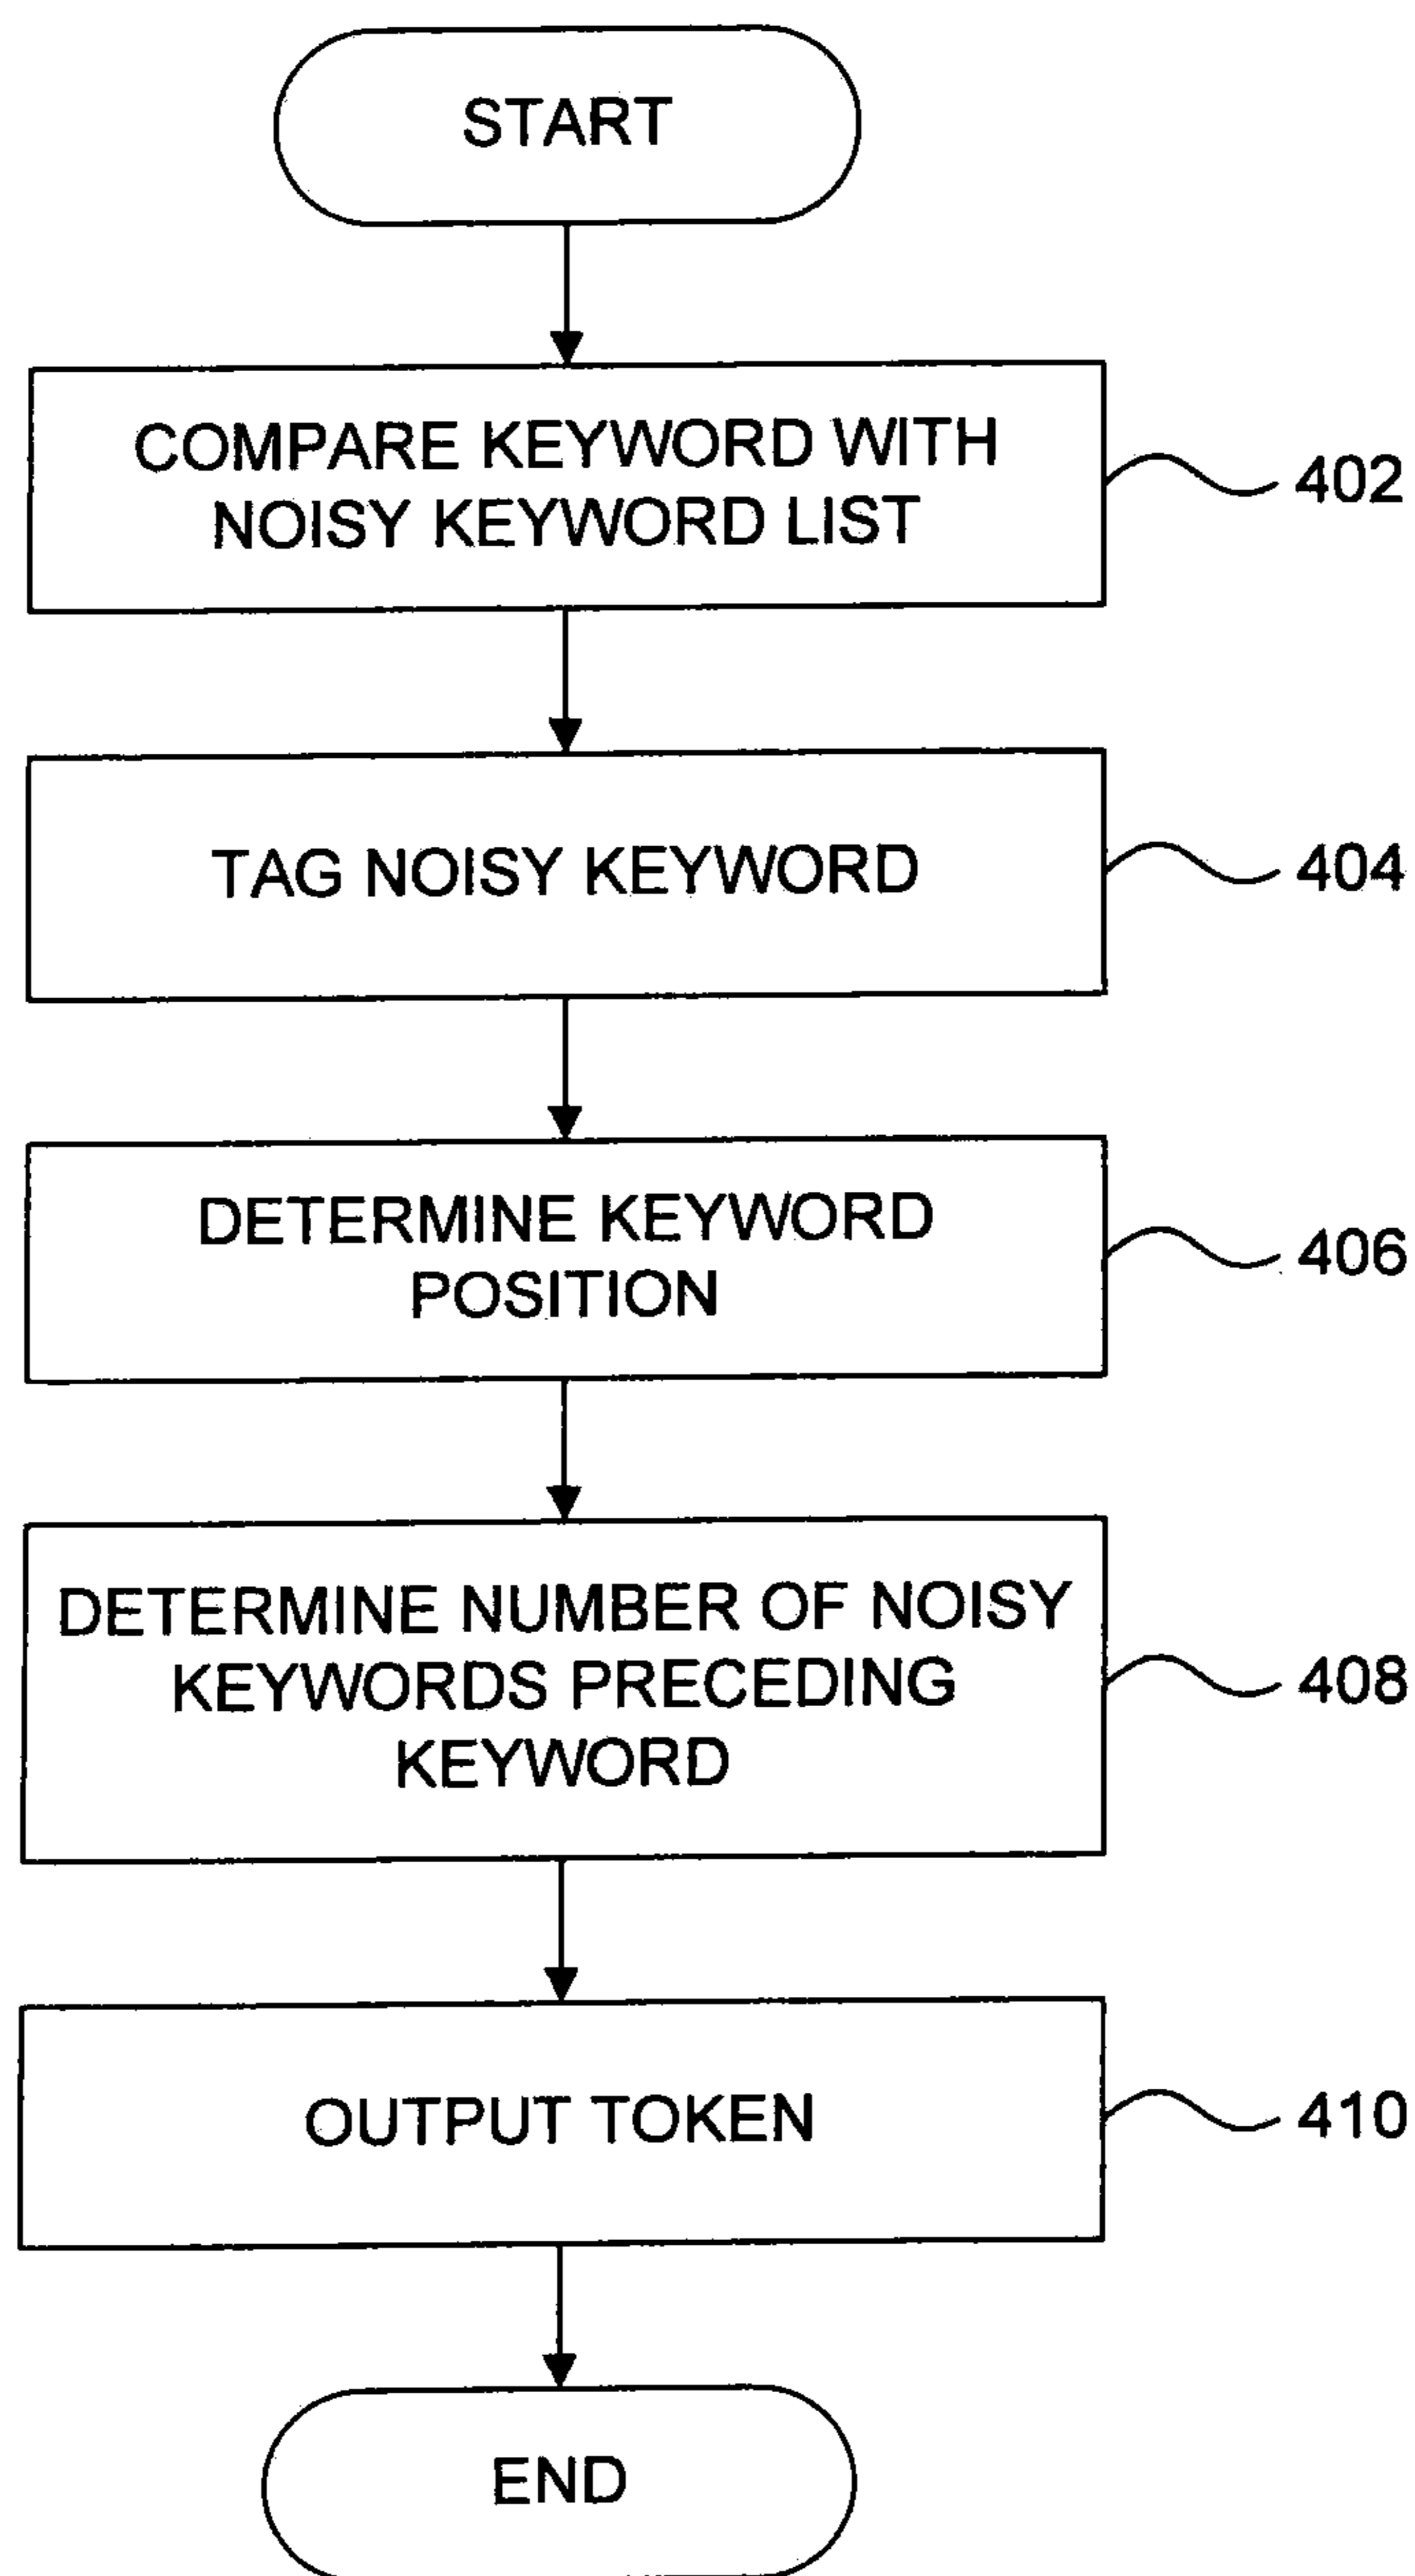 START
COMPARE KEYWORD WITH
NOISY KEYWORD LIST
402
TAG NOISY KEYWORD
404
DETERMINE KEYWORD
POSITION
406
DETERMINE NUMBER OF NOISY
KEYWORDS PRECEDING
KEYWORD
408
OUTPUT TOKEN
410
END